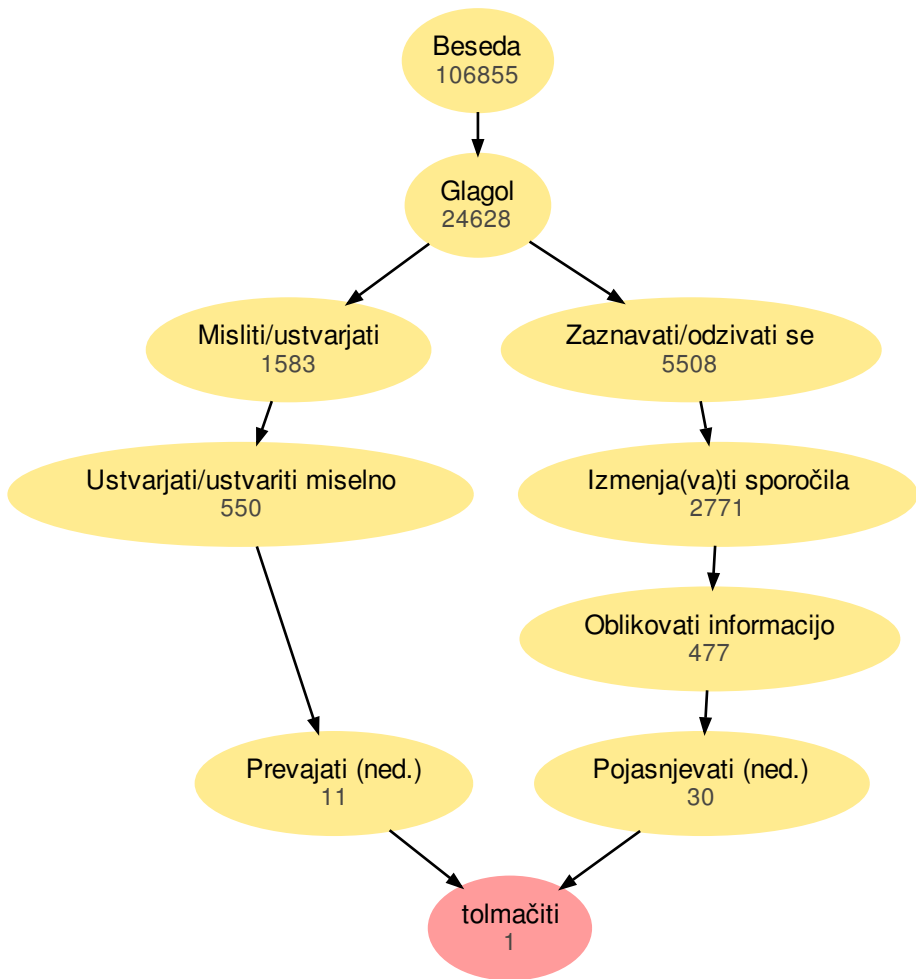 Beseda
106855
Glagol
24628
Misliti/ustvarjati
1583
Zaznavati/odzivati se
5508
Ustvarjati/ustvariti miselno
550
Izmenja(va)ti sporočila
2771
Oblikovati informacijo
477
Prevajati (ned.)
11
Pojasnjevati (ned.)
30
tolmačiti
1